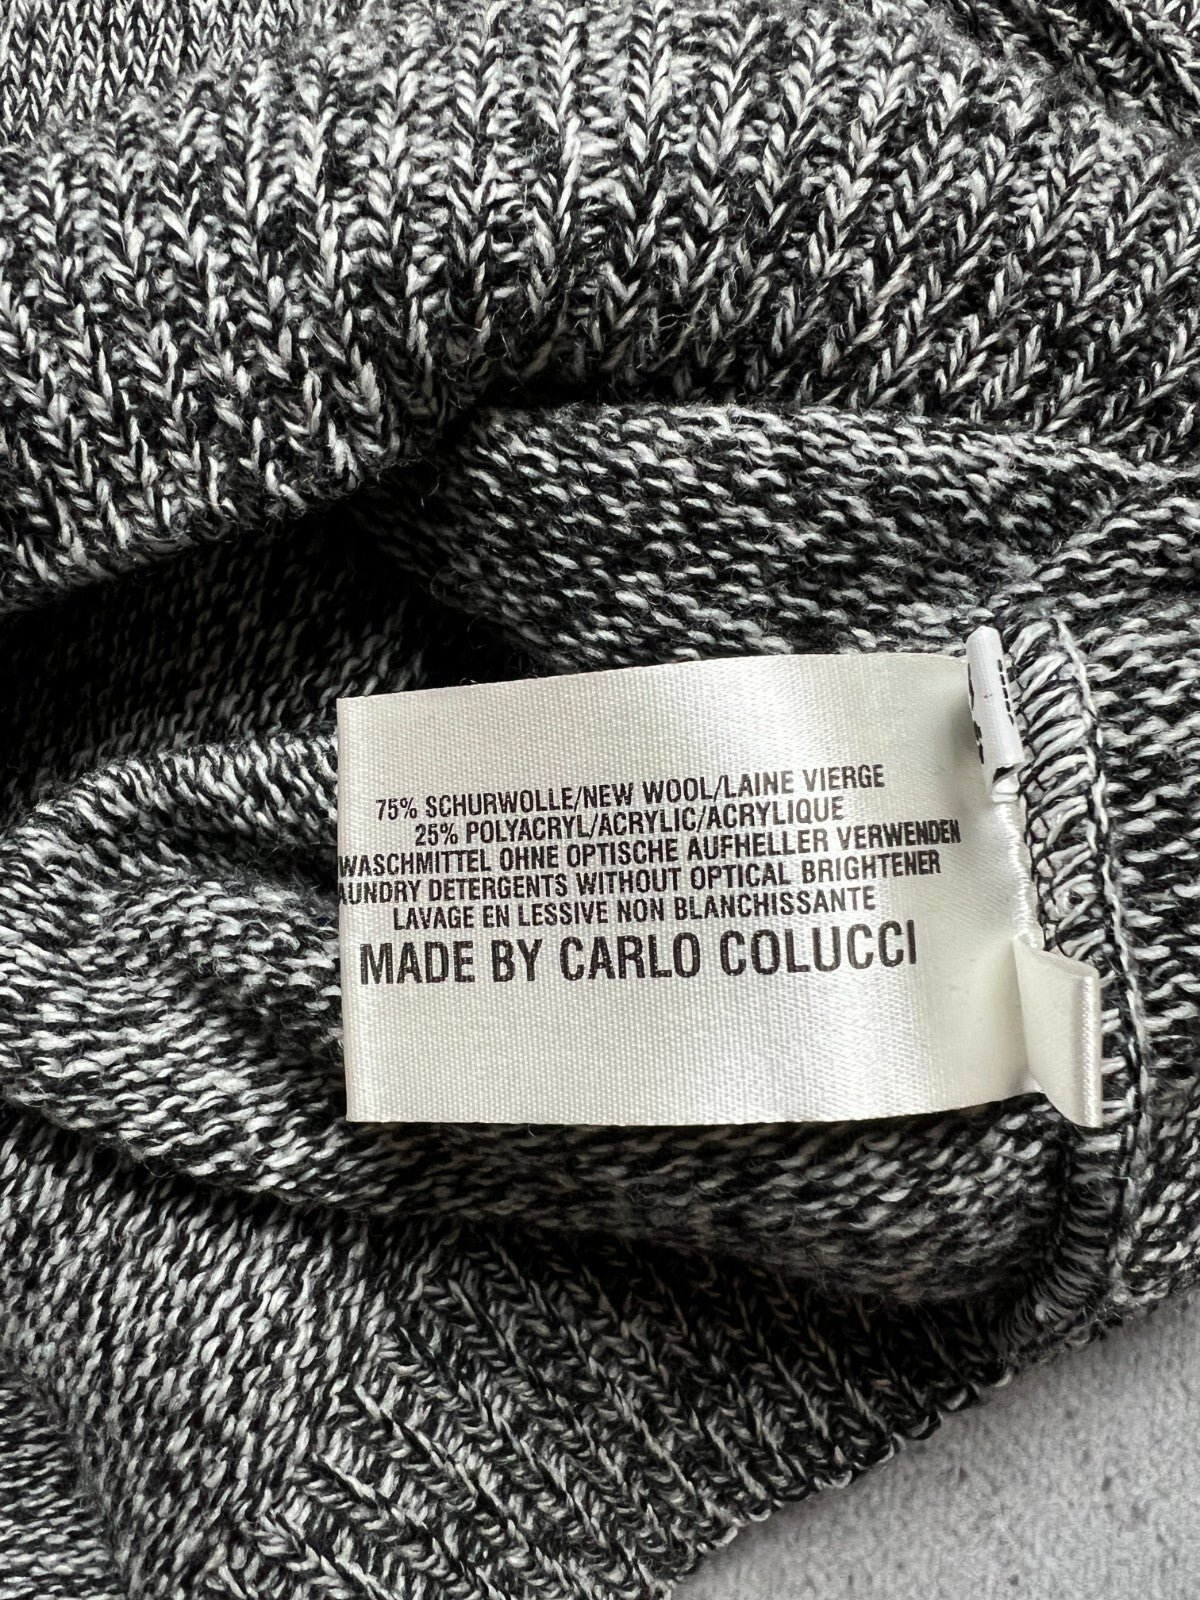 75% SCHURWOLLE/NEW WOOL/LAINE VIERGE
25% POLYACRYL/ACRYLIC/ACRYLIQUE
WASCHMITTEL OHNE OPTISCHE AUFHELLER VERWENDEN
AUNDRY DETERGENTS WITHOUT OPTICAL BRIGHTENER
LAVAGE EN LESSIVE NON BLANCHISSANTE
MADE BY CARLO COLUCCI